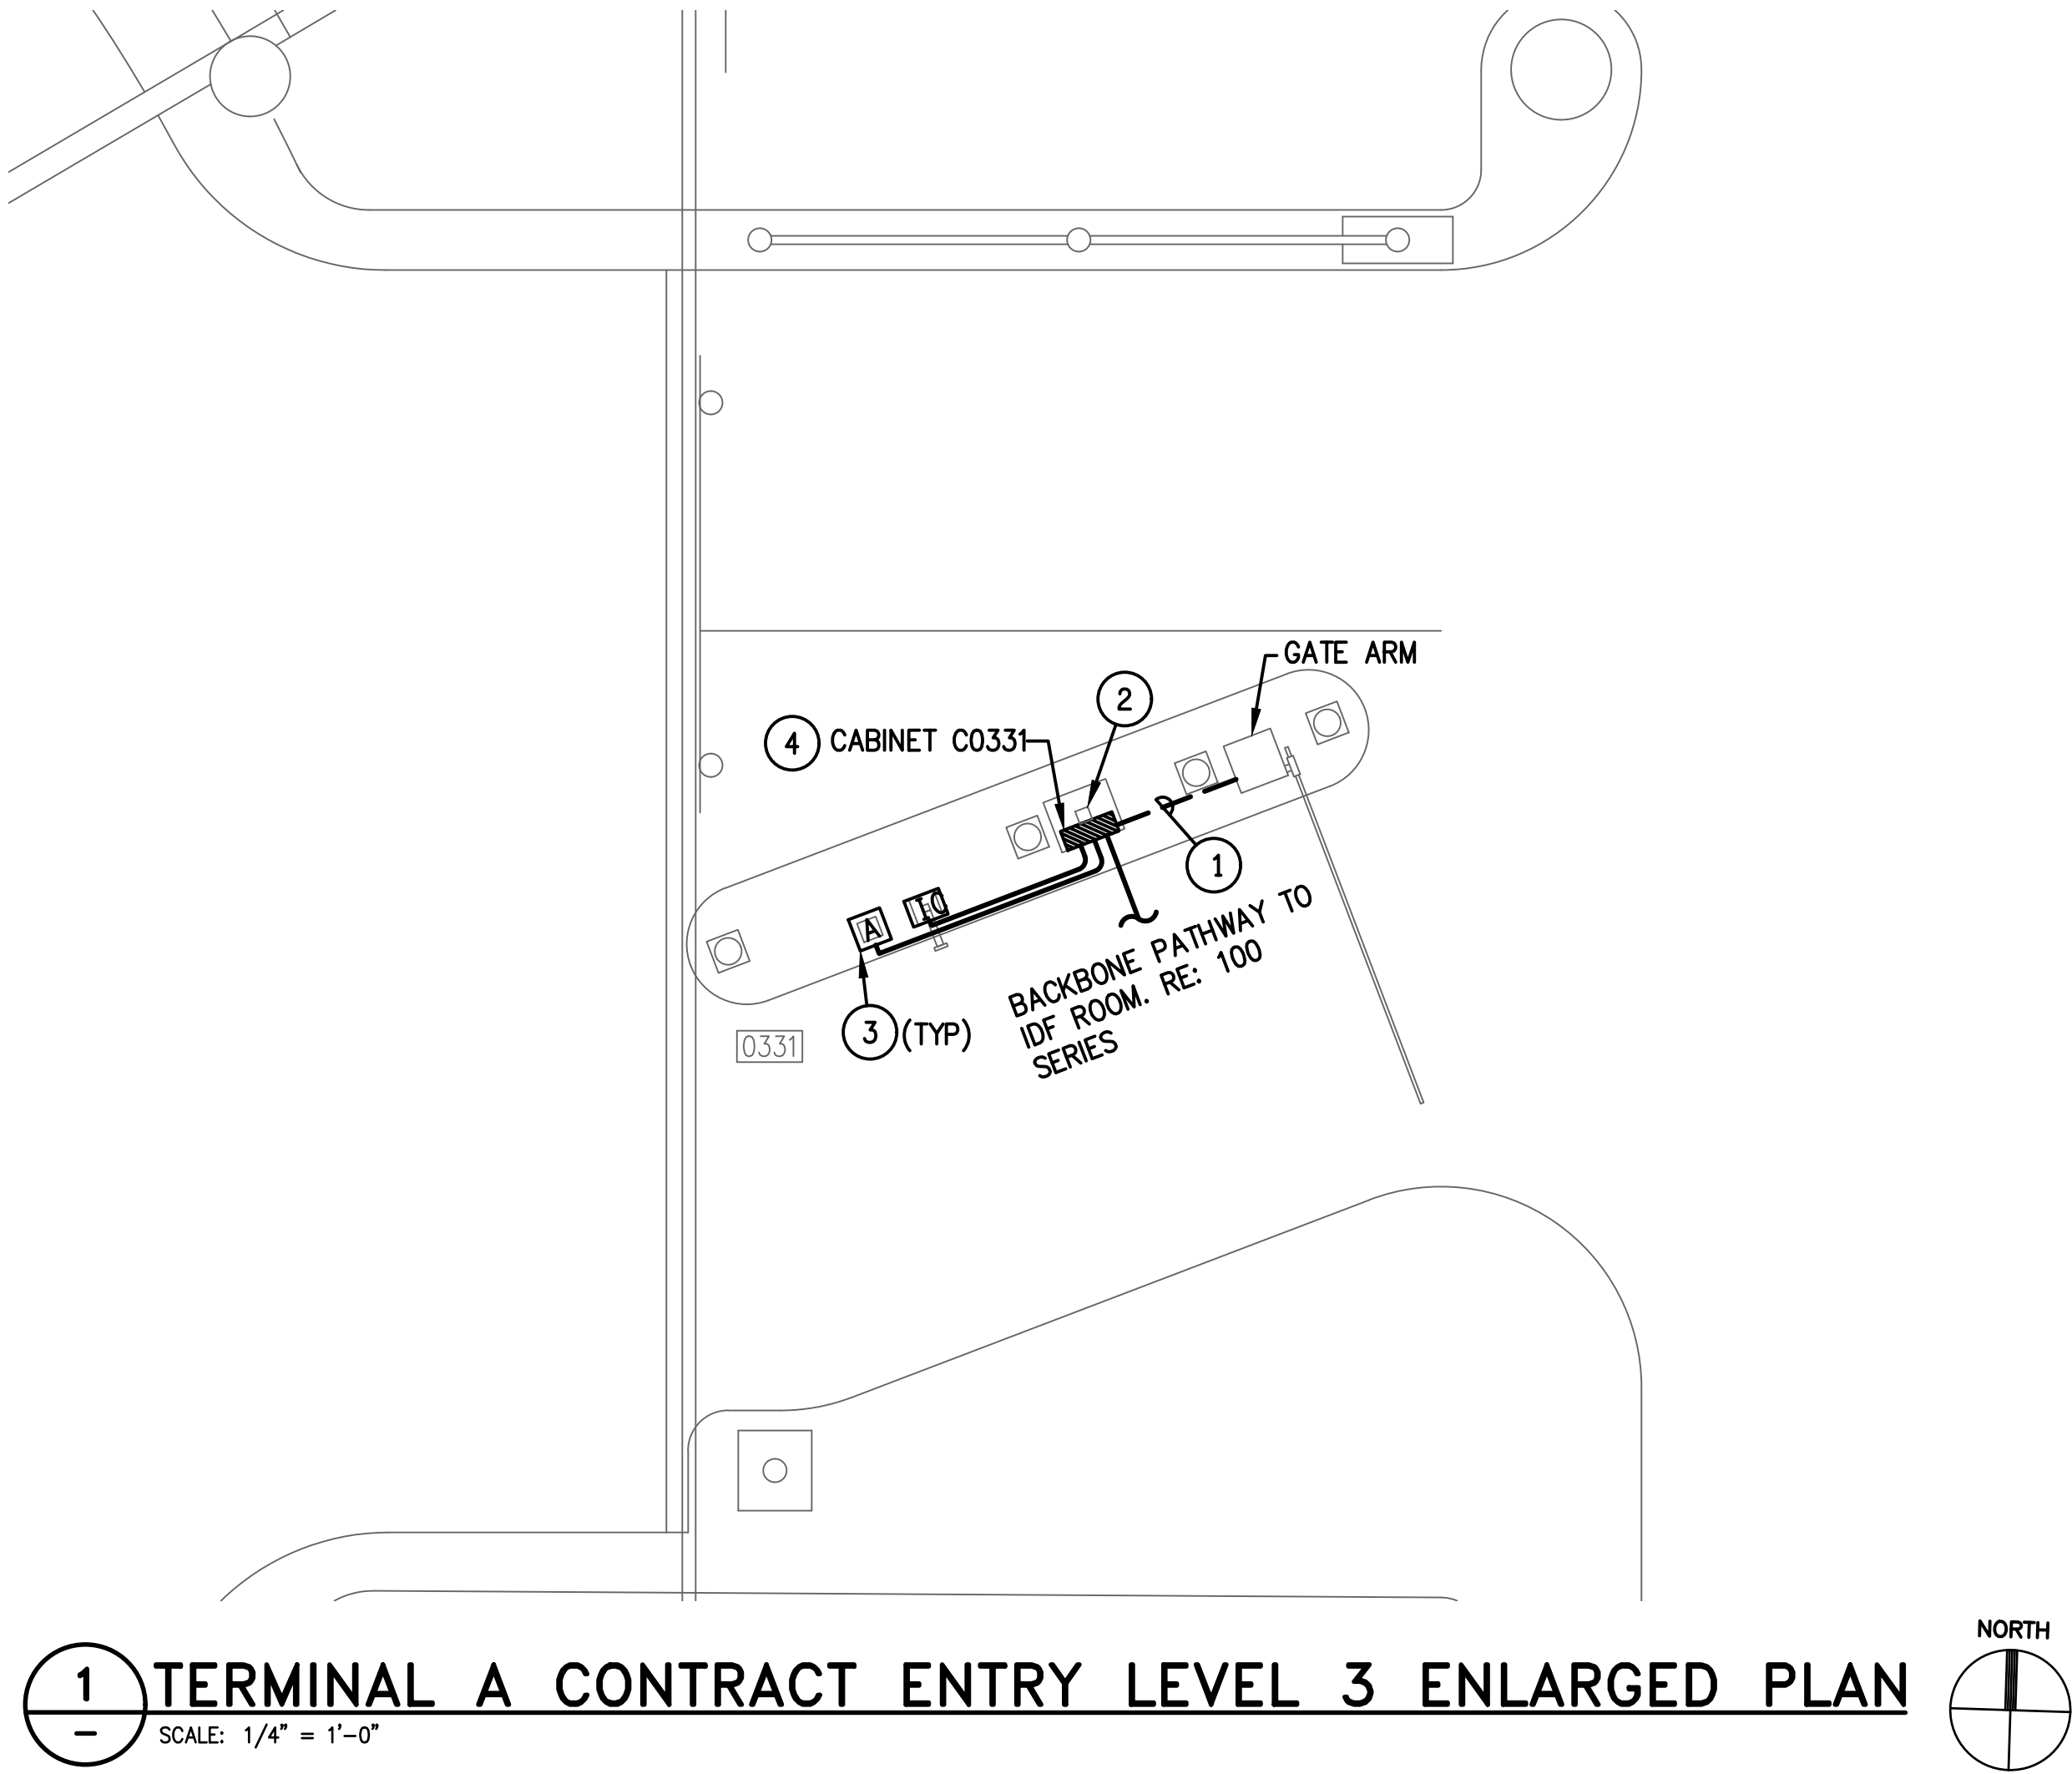 GATE ARM
2
4 CABINET C0331
1
A
IO
BACKBONE PATHWAY TO
IDF ROOM. RE: 100
SERIES
3 (TYP)
0331
NORTH
1 TERMINAL A CONTRACT ENTRY LEVEL 3 ENLARGED PLAN
- SCALE: 1/4" = 1'-0"